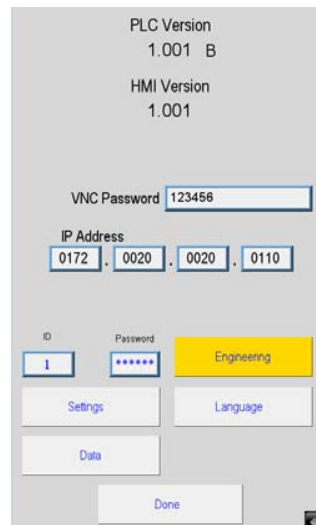 PLC Version
1.001 B
HMI Version
1.001
VNC Password 123456
IP Address
0172 . 0020 . 0020 . 0110
ID Password
1 ****** Engineering
Settings Language
Data
Done